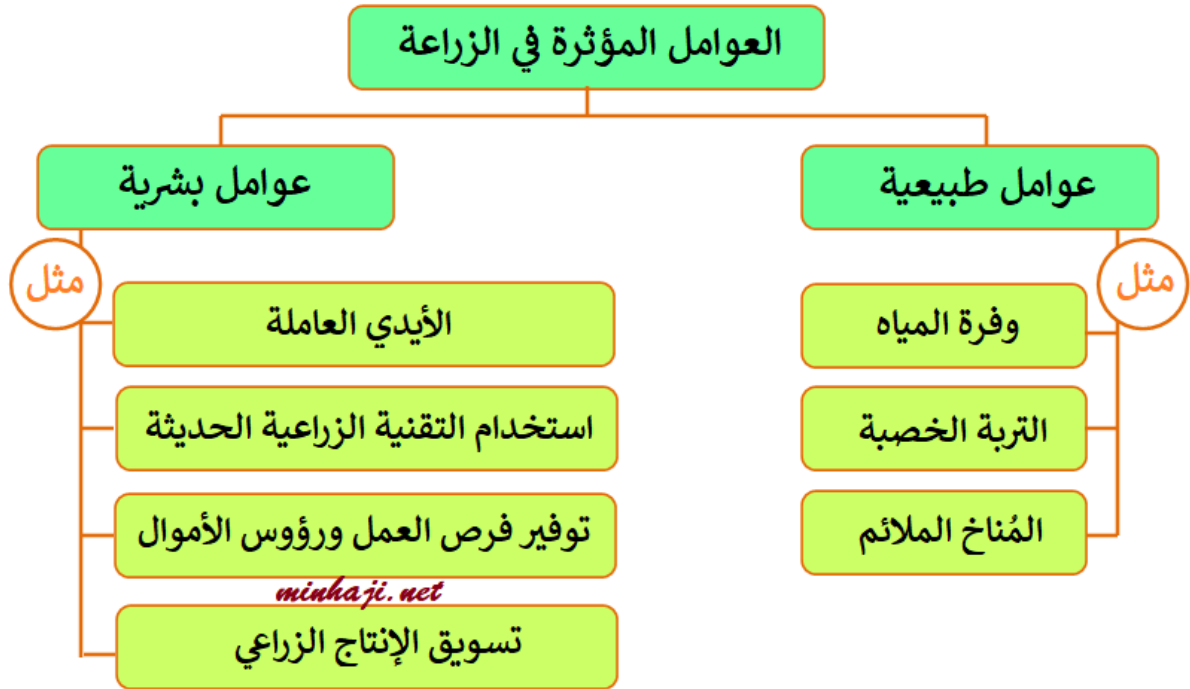 العوامل المؤثرة في الزراعة
عوامل طبيعية
مثل
وفرة المياه
التربة الخصبة
المُناخ الملائم
عوامل بشرية
مثل
الأيدي العاملة
استخدام التقنية الزراعية الحديثة
توفير فرص العمل ورؤوس الأموال
minhaji.net
تسويق الإنتاج الزراعي